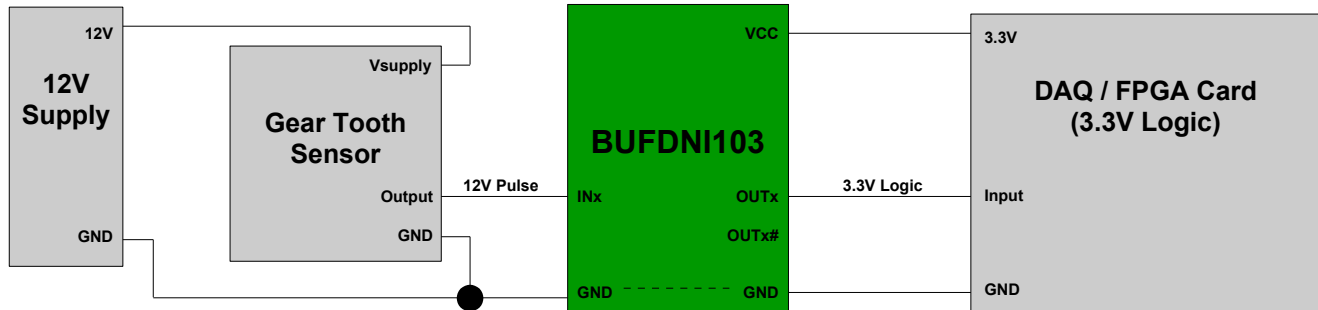 12V
12V
Supply
GND
Vsupply
Gear Tooth
Sensor
Output
GND
12V Pulse
VCC
BUFDNI103
INx
OUTx
OUTx#
GND
GND
3.3V Logic
3.3V
DAQ / FPGA Card
(3.3V Logic)
Input
GND